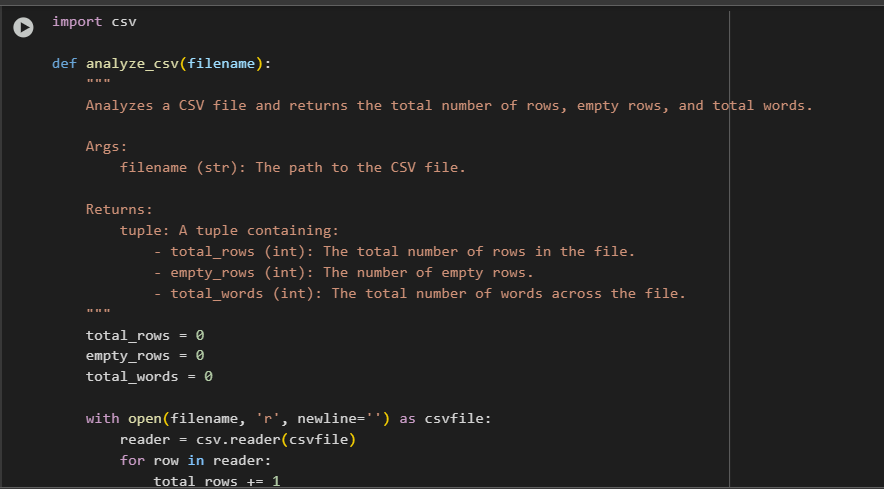 import csv
def analyze_csv(filename):
"""
Analyzes a CSV file and returns the total number of rows, empty rows, and total words.
Args:
filename (str): The path to the CSV file.
Returns:
tuple: A tuple containing:
- total_rows (int): The total number of rows in the file.
- empty_rows (int): The number of empty rows.
- total_words (int): The total number of words across the file.
"""
total_rows = 0
empty_rows = 0
total_words = 0
with open(filename, 'r', newline='') as csvfile:
reader = csv.reader(csvfile)
for row in reader:
total_rows += 1